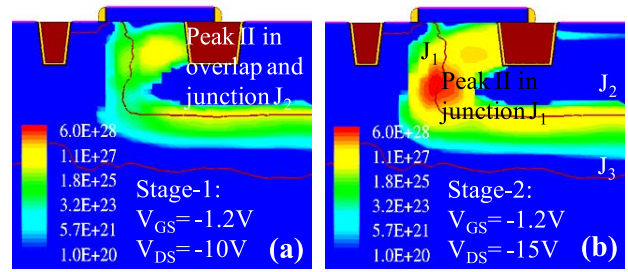 Peak II in
overlap and
junction J2
6.0E+28
1.1E+27
1.8E+25
3.2E+23
5.7E+21
1.0E+20
Stage-1:
VGS= -1.2V
VDS= -10V
(a)
J1
Peak II in
junction J1
J2
J3
6.0E+28
1.1E+27
1.8E+25
3.2E+23
5.7E+21
1.0E+20
Stage-2:
VGS= -1.2V
VDS= -15V
(b)